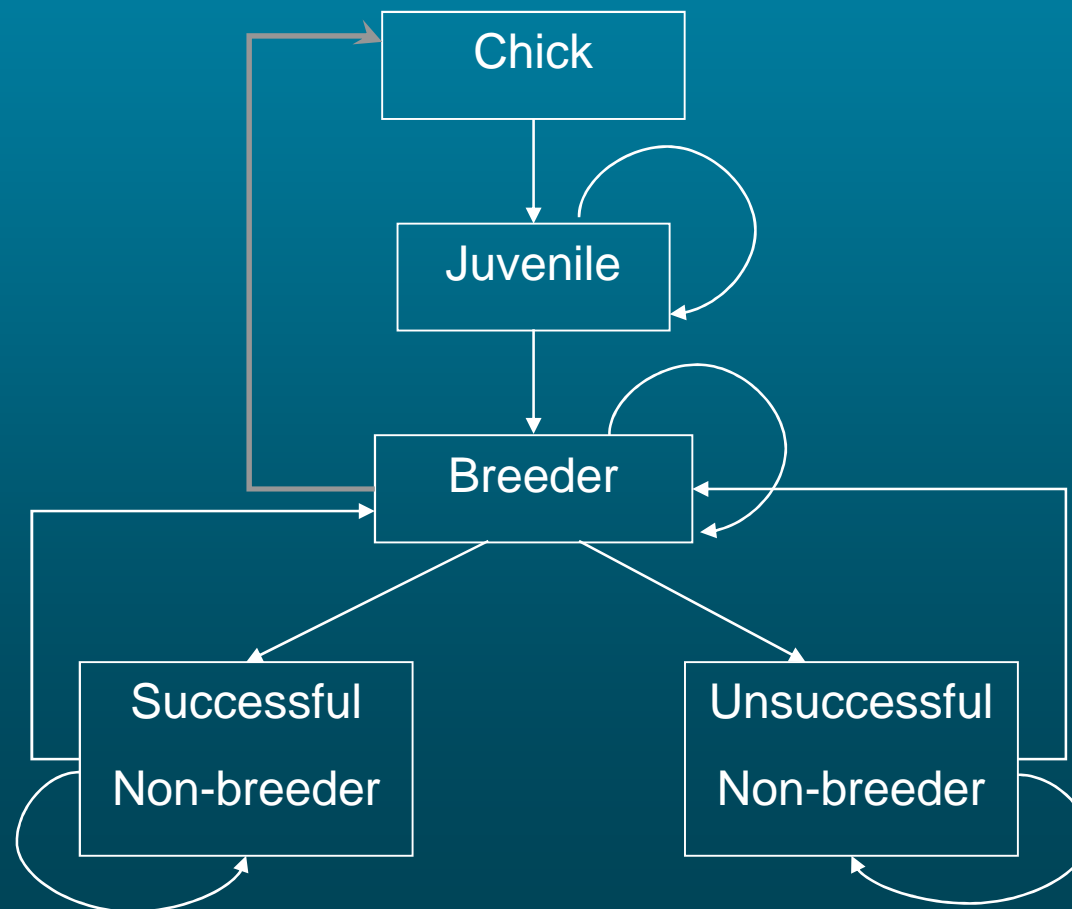 Chick
Juvenile
Breeder
Successful
Non-breeder
Unsuccessful
Non-breeder